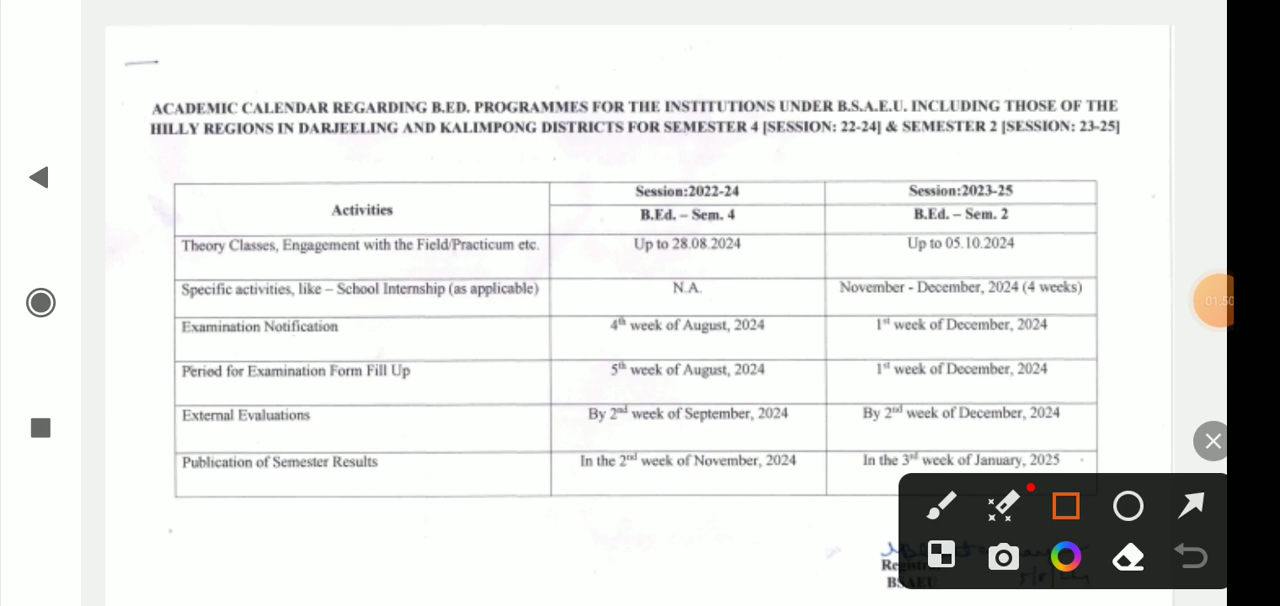 ACADEMIC CALENDAR REGARDING B.ED. PROGRAMMES FOR THE INSTITUTIONS UNDER B.S.A.E.U. INCLUDING THOSE OF THE
HILLY REGIONS IN DARJEELING AND KALIMPONG DISTRICTS FOR SEMESTER 4 [SESSION: 22-24] & SEMESTER 2 [SESSION: 23-25]
Activities
Session:2022-24
Session:2023-25
B.Ed. – Sem. 4
B.Ed. – Sem. 2
Theory Classes, Engagement with the Field/Practicum etc.
Up to 28.08.2024
Up to 05.10.2024
Specific activities, like – School Internship (as applicable)
N.A.
November - December, 2024 (4 weeks)
Examination Notification
4th week of August, 2024
1st week of December, 2024
Period for Examination Form Fill Up
5th week of August, 2024
1st week of December, 2024
External Evaluations
By 2nd week of September, 2024
By 2nd week of December, 2024
Publication of Semester Results
In the 2nd week of November, 2024
In the 3rd week of January, 2025
01:50